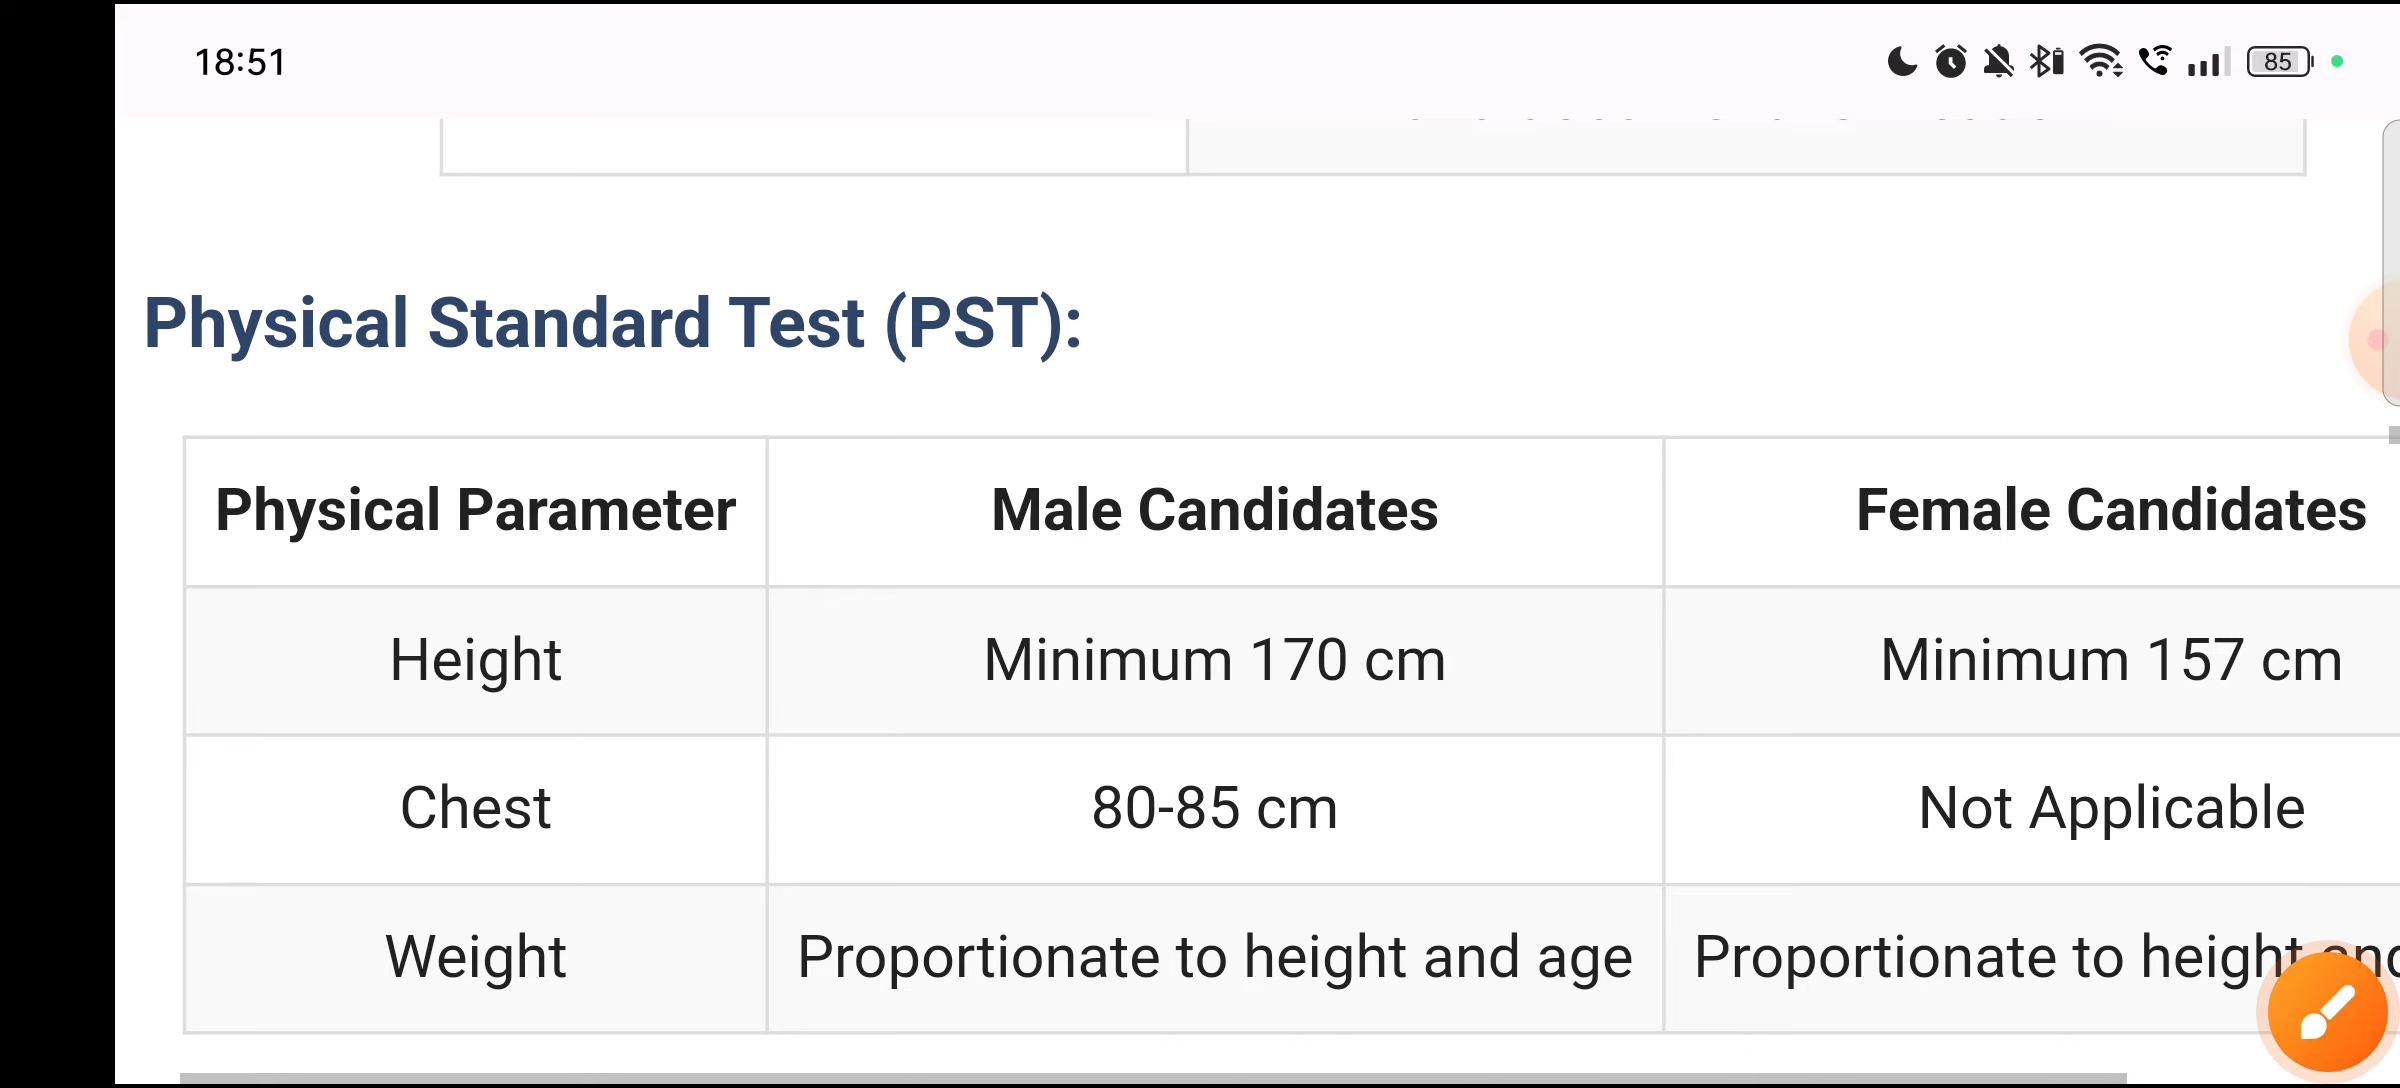 18:51
85
Physical Standard Test (PST):
Physical Parameter Male Candidates Female Candidates
Height Minimum 170 cm Minimum 157 cm
Chest 80-85 cm Not Applicable
Weight Proportionate to height and age Proportionate to height